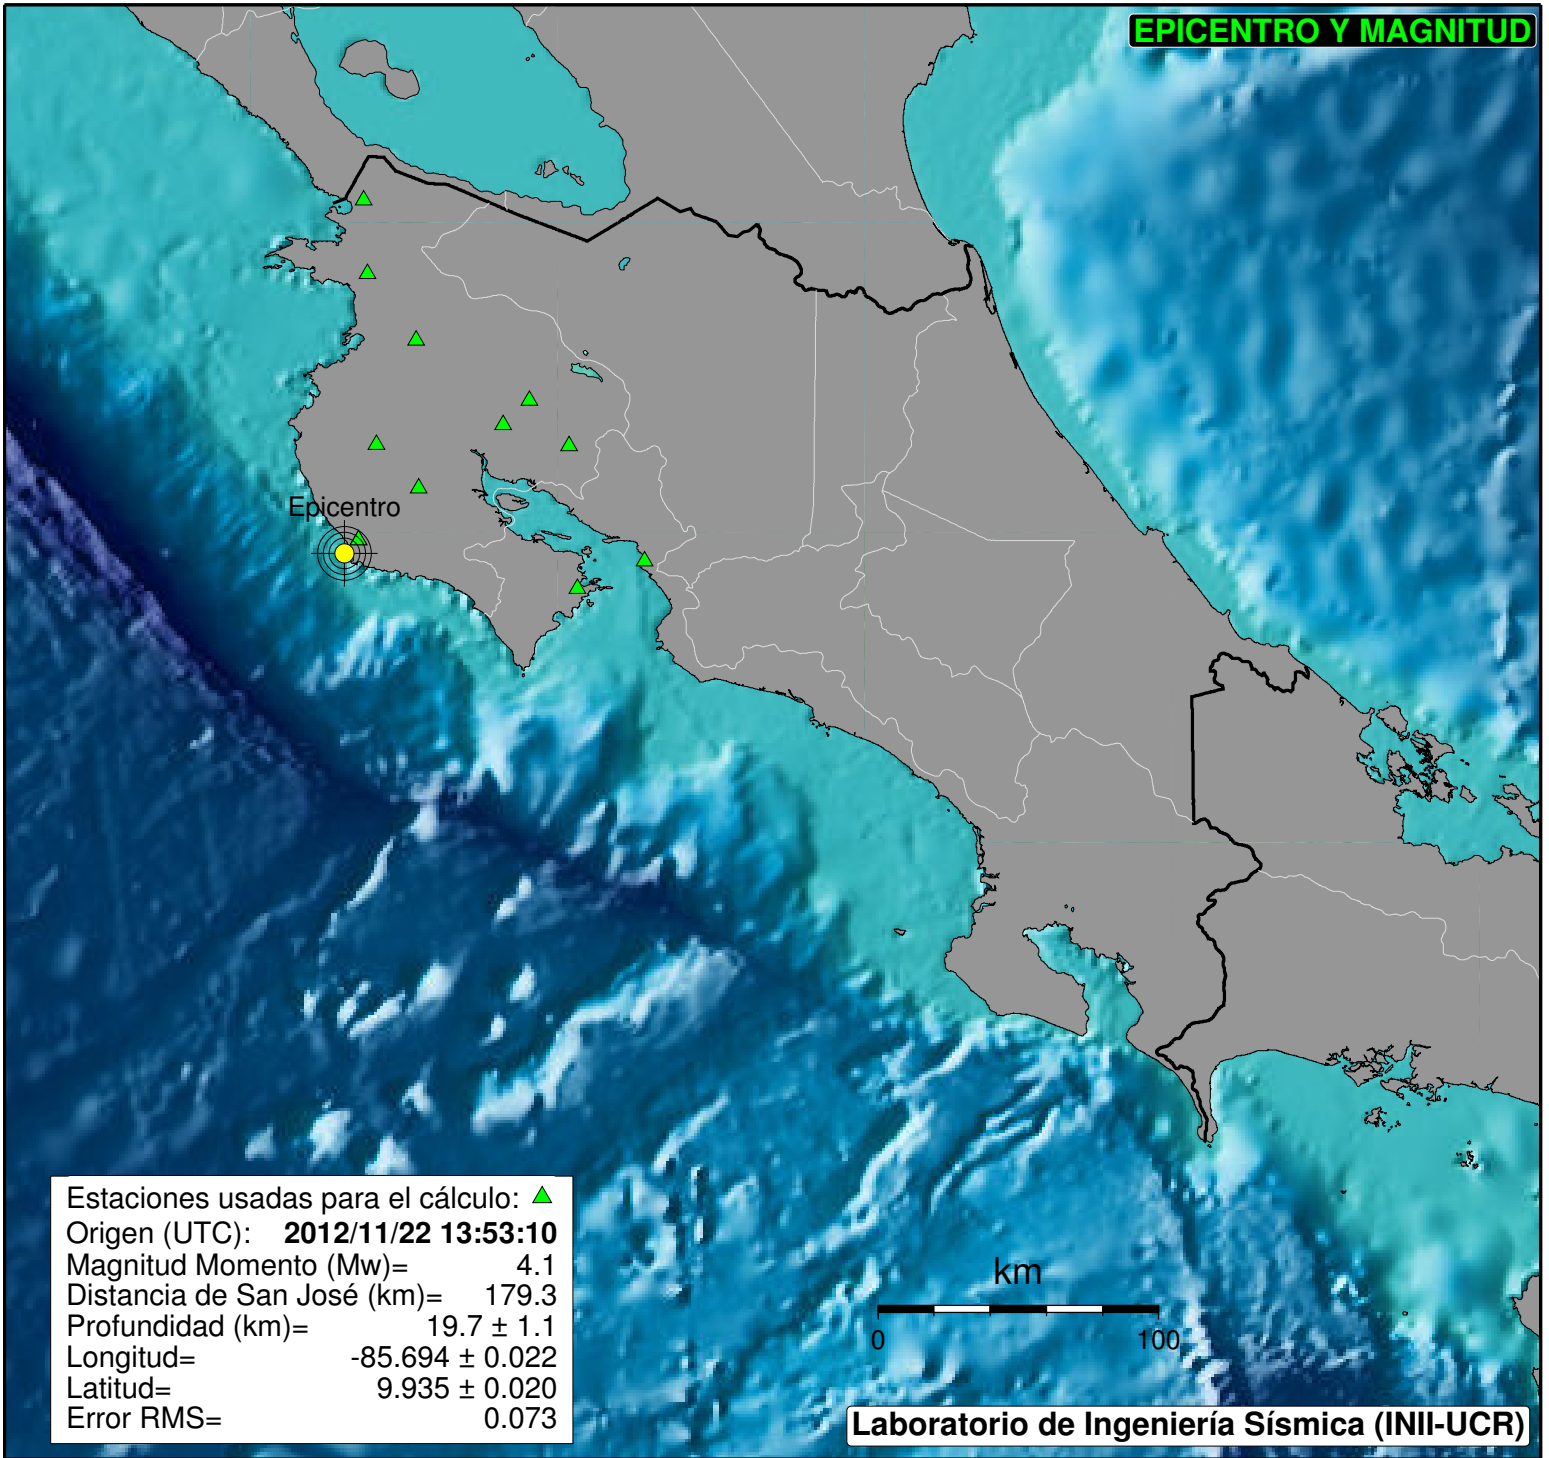 EPICENTRO Y MAGNITUD
Epicentro
Estaciones usadas para el cálculo:
Origen (UTC): 2012/11/22 13:53:10
Magnitud Momento (Mw)= 4.1
Distancia de San José (km)= 179.3
Profundidad (km)= 19.7 ± 1.1
Longitud= -85.694 ± 0.022
Latitud= 9.935 ± 0.020
Error RMS= 0.073
km
0 100
Laboratorio de Ingeniería Sísmica (INII-UCR)